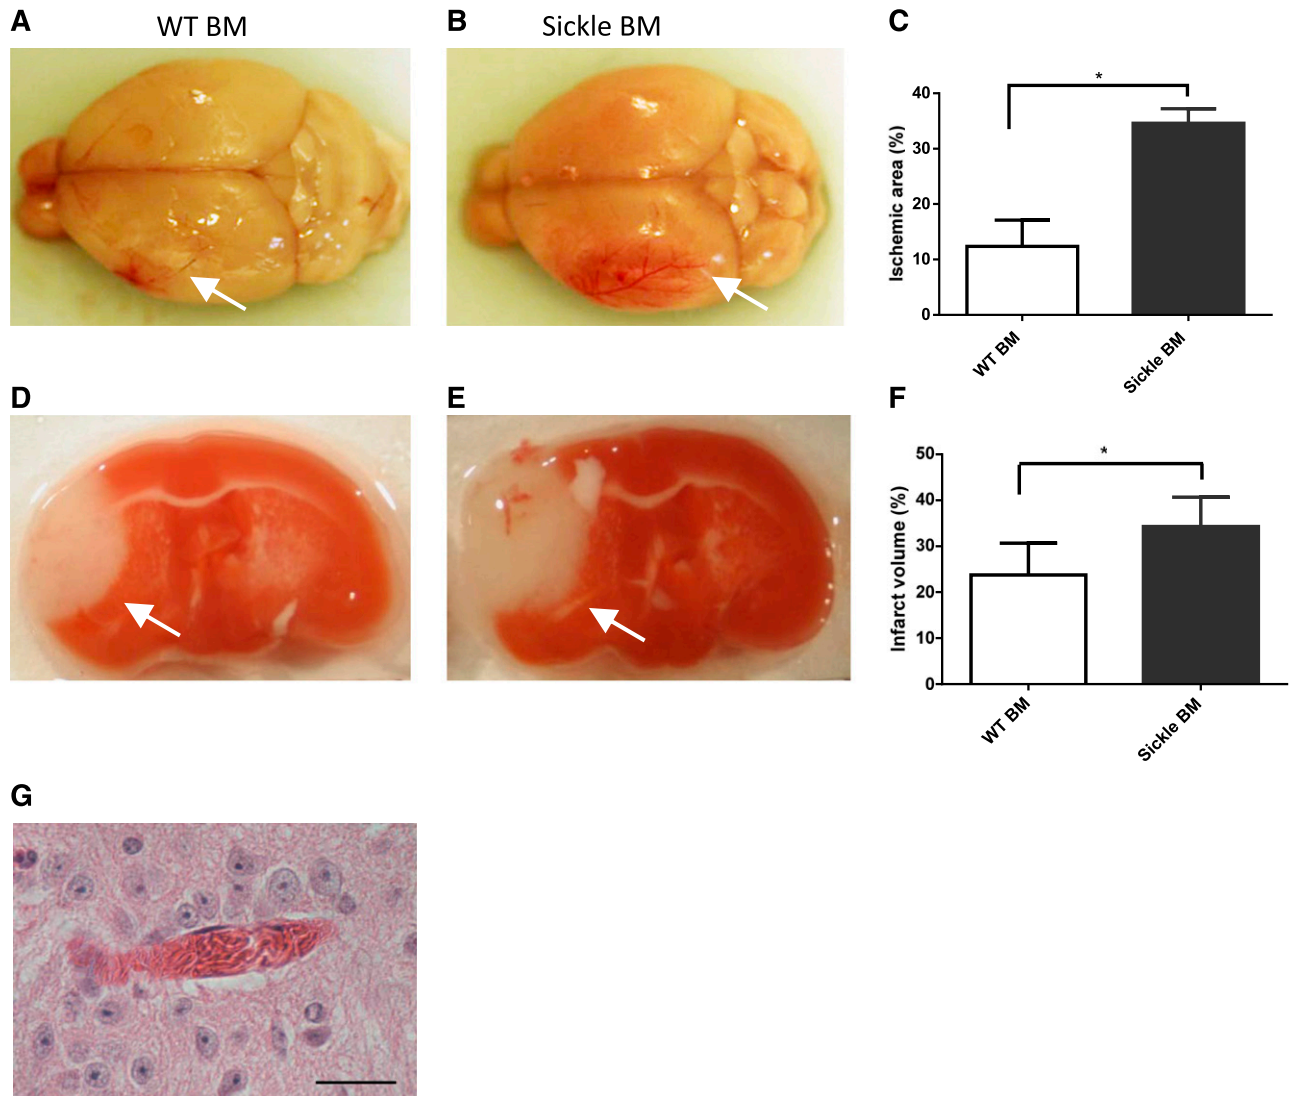 A
WT BM
B
Sickle BM
C
Ischemic area (%)
40
30
20
10
0
*
WT BM
Sickle BM
D
E
F
Infarct volume (%)
50
40
30
20
10
0
*
WT BM
Sickle BM
G